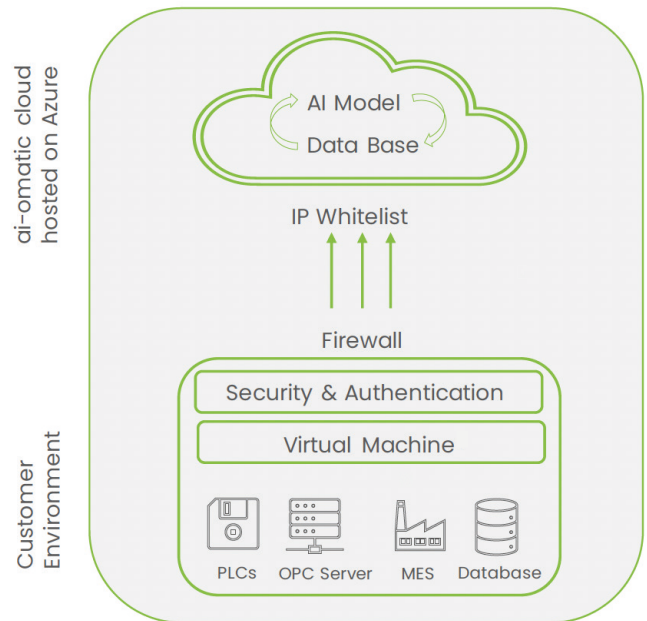 ai-omatic cloud
hosted on Azure
AI Model
Data Base
IP Whitelist
Firewall
Security & Authentication
Virtual Machine
Customer
Environment
PLCs
OPC Server
MES
Database